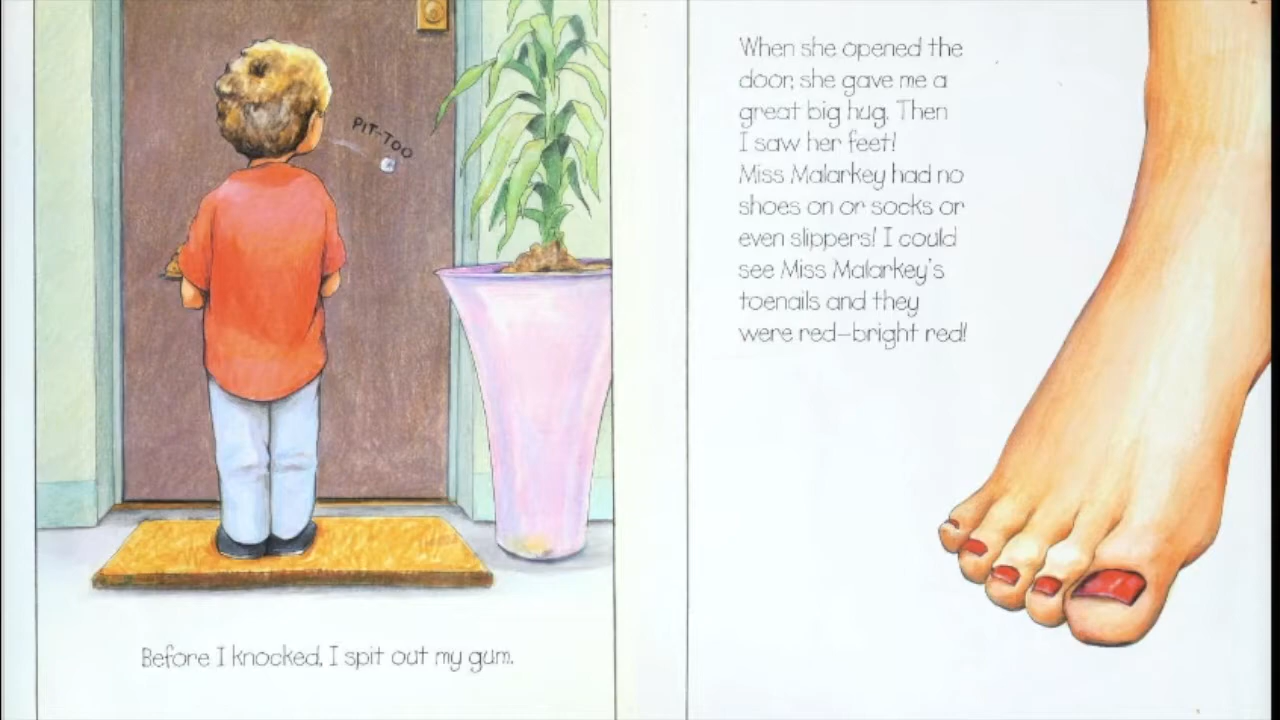 PIT-TOO
Before I knocked, I spit out my gum.
When she opened the
door, she gave me a
great big hug. Then
I saw her feet!
Miss Malarkey had no
shoes on or socks or
even slippers! I could
see Miss Malarkey's
toenails and they
were red—bright red!